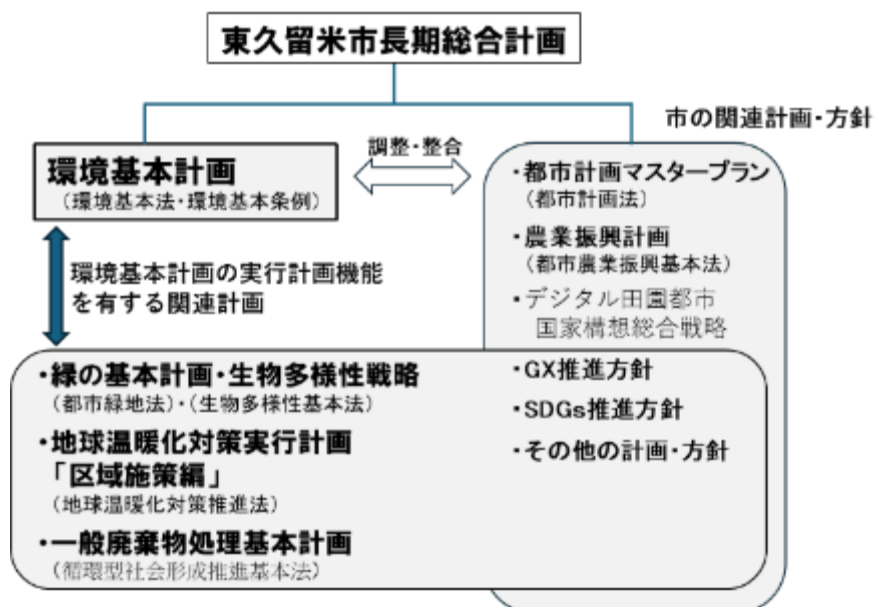 東久留米市長期総合計画
市の関連計画・方針
環境基本計画
（環境基本法・環境基本条例）
調整・整合
・都市計画マスタープラン
（都市計画法）
・農業振興計画
（都市農業振興基本法）
・デジタル田園都市
国家構想総合戦略
環境基本計画の実行計画機能
を有する関連計画
・緑の基本計画・生物多様性戦略
（都市緑地法）・（生物多様性基本法）
・地球温暖化対策実行計画
「区域施策編」
（地球温暖化対策推進法）
・一般廃棄物処理基本計画
（循環型社会形成推進基本法）
・GX推進方針
・SDGs推進方針
・その他の計画・方針